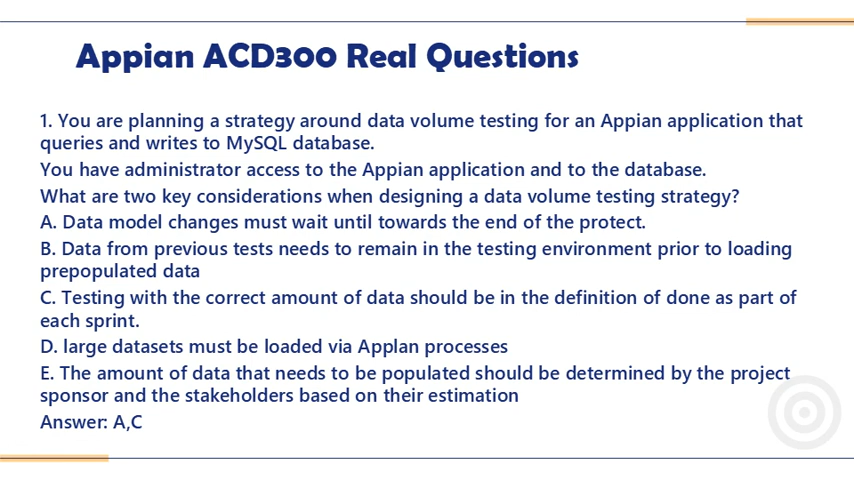 Appian ACD300 Real Questions
1. You are planning a strategy around data volume testing for an Appian application that
queries and writes to MySQL database.
You have administrator access to the Appian application and to the database.
What are two key considerations when designing a data volume testing strategy?
A. Data model changes must wait until towards the end of the protect.
B. Data from previous tests needs to remain in the testing environment prior to loading
prepopulated data
C. Testing with the correct amount of data should be in the definition of done as part of
each sprint.
D. large datasets must be loaded via Applan processes
E. The amount of data that needs to be populated should be determined by the project
sponsor and the stakeholders based on their estimation
Answer: A,C